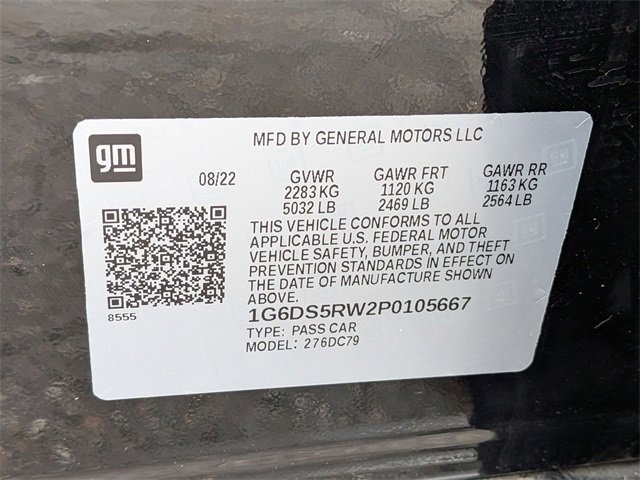 gm
MFD BY GENERAL MOTORS LLC
08/22 GVWR GAWR FRT GAWR RR
2283 KG 1120 KG 1163 KG
5032 LB 2469 LB 2564 LB
THIS VEHICLE CONFORMS TO ALL
APPLICABLE U.S. FEDERAL MOTOR
VEHICLE SAFETY, BUMPER, AND THEFT
PREVENTION STANDARDS IN EFFECT ON
THE DATE OF MANUFACTURE SHOWN
ABOVE.
8555
1G6DS5RW2P0105667
TYPE: PASS CAR
MODEL: 276DC79